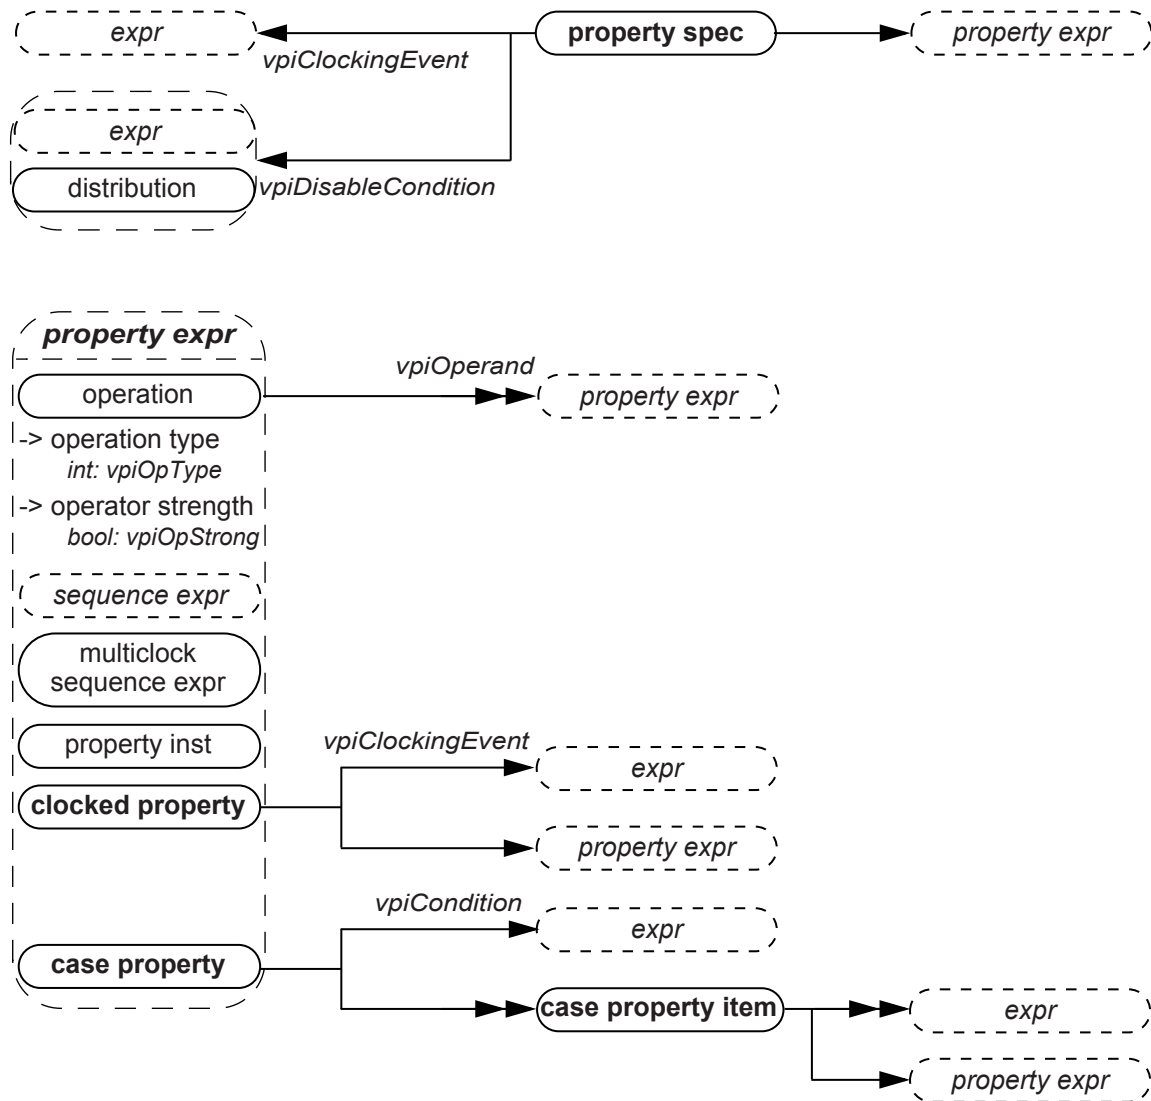 expr
property spec
property expr
vpiClockingEvent
expr
distribution
vpiDisableCondition
property expr
operation
vpiOperand
property expr
-> operation type
int: vpiOpType
-> operator strength
bool: vpiOpStrong
sequence expr
multiclock
sequence expr
property inst
vpiClockingEvent
expr
clocked property
property expr
vpiCondition
expr
case property
case property item
expr
property expr